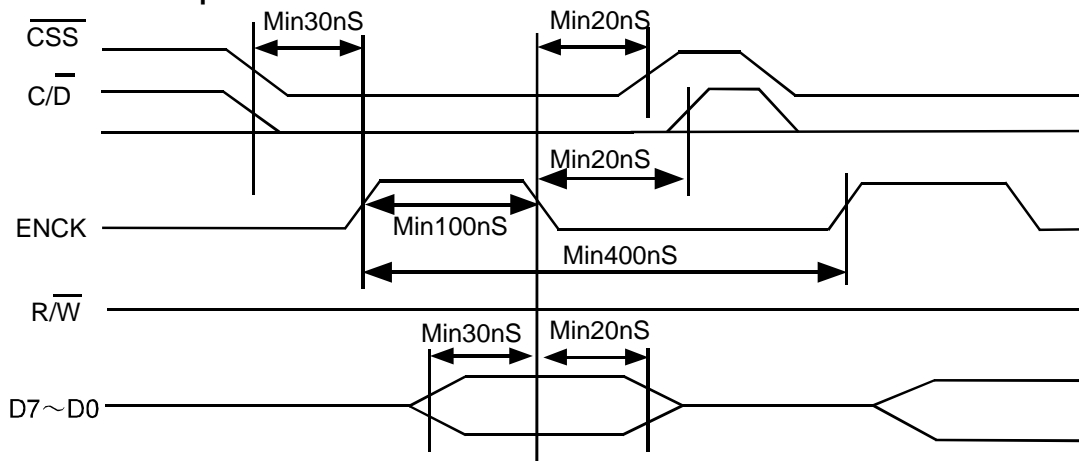 Min30nS
Min20nS
CSS
C/D
Min20nS
ENCK
Min100nS
Min400nS
R/W
Min30nS
Min20nS
D7～D0